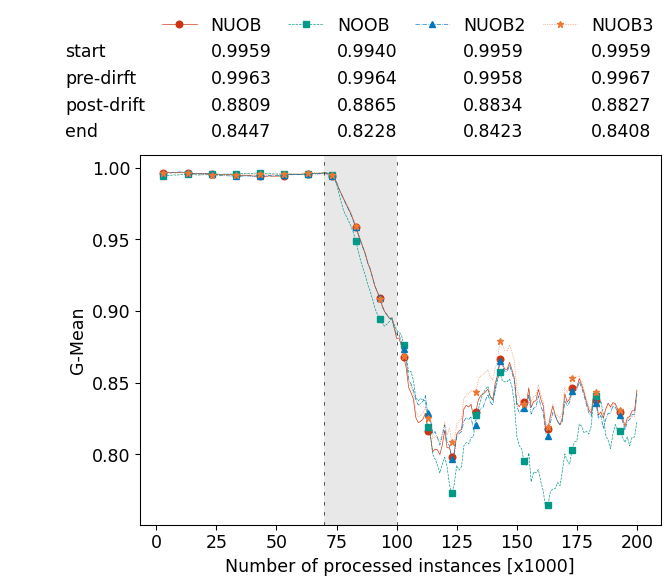 NUOB NOOB NUOB2 NUOB3
start 0.9959 0.9940 0.9959 0.9959
pre-dirft 0.9963 0.9964 0.9958 0.9967
post-drift 0.8809 0.8865 0.8834 0.8827
end 0.8447 0.8228 0.8423 0.8408
1.00
0.95
0.90
0.85
0.80
G-Mean
0 25 50 75 100 125 150 175 200
Number of processed instances [x1000]